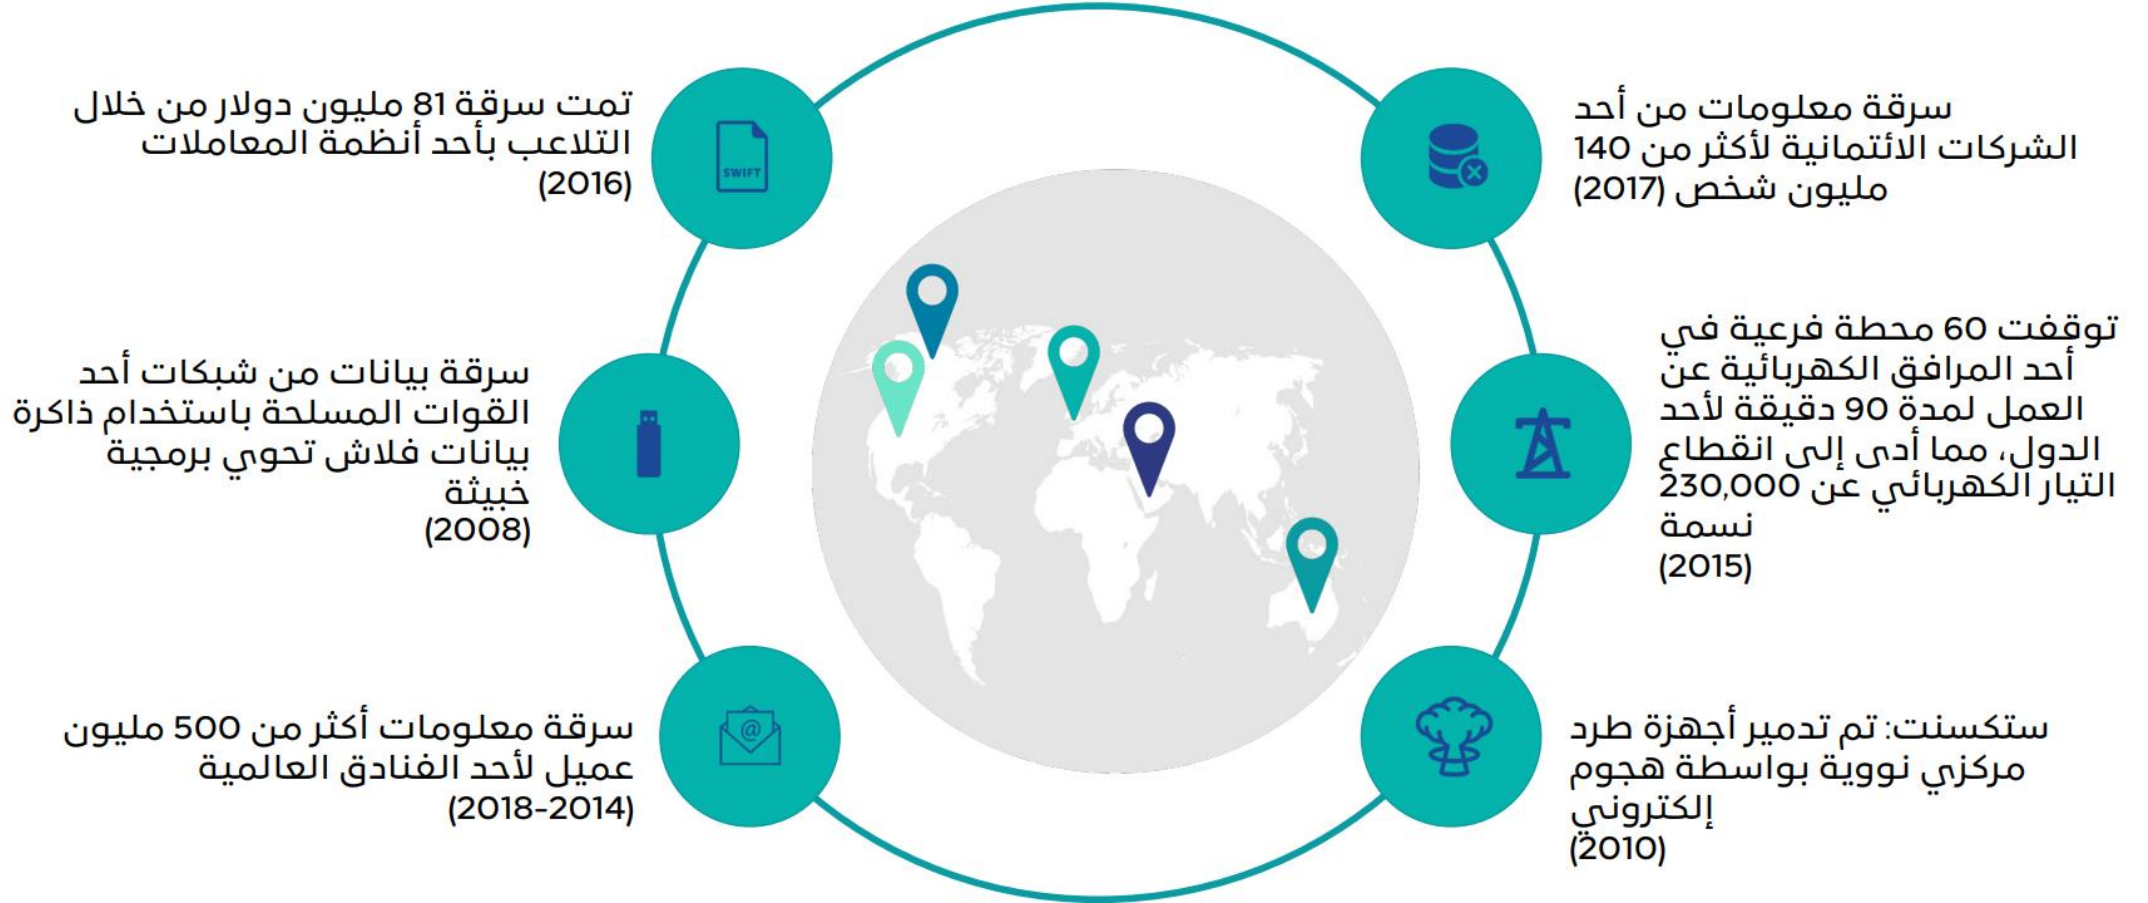 سرقة معلومات من أحد
الشركات الائتمانية لأكثر من 140
مليون شخص (2017)
توقفت 60 محطة فرعية في
أحد المرافق الكهربائية عن
العمل لمدة 90 دقيقة لأحد
الدول، مما أدى إلى انقطاع
التيار الكهربائي عن 230,000
نسمة
(2015)
ستكسنت: تم تدمير أجهزة طرد
مركزي نووية بواسطة هجوم
إلكتروني
(2010)
تمت سرقة 81 مليون دولار من خلال
التلاعب بأحد أنظمة المعاملات
(2016)
SWIFT
سرقة بيانات من شبكات أحد
القوات المسلحة باستخدام ذاكرة
بيانات فلاش تحوي برمجية
خبيثة
(2008)
سرقة معلومات أكثر من 500 مليون
عميل لأحد الفنادق العالمية
(2018-2014)
@